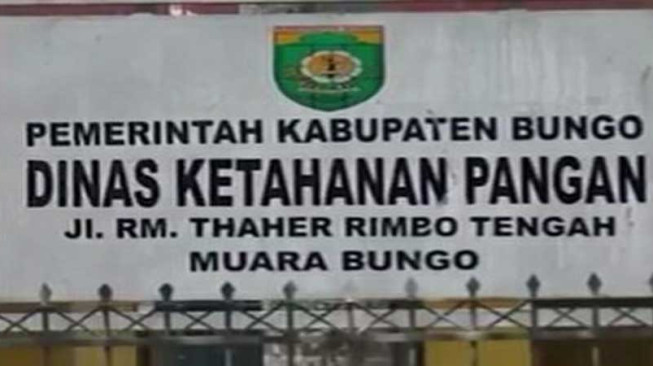 PEMERINTAH KABUPATEN BUNGO
DINAS KETAHANAN PANGAN
Jl. RM. THAHER RIMBO TENGAH
MUARA BUNGO